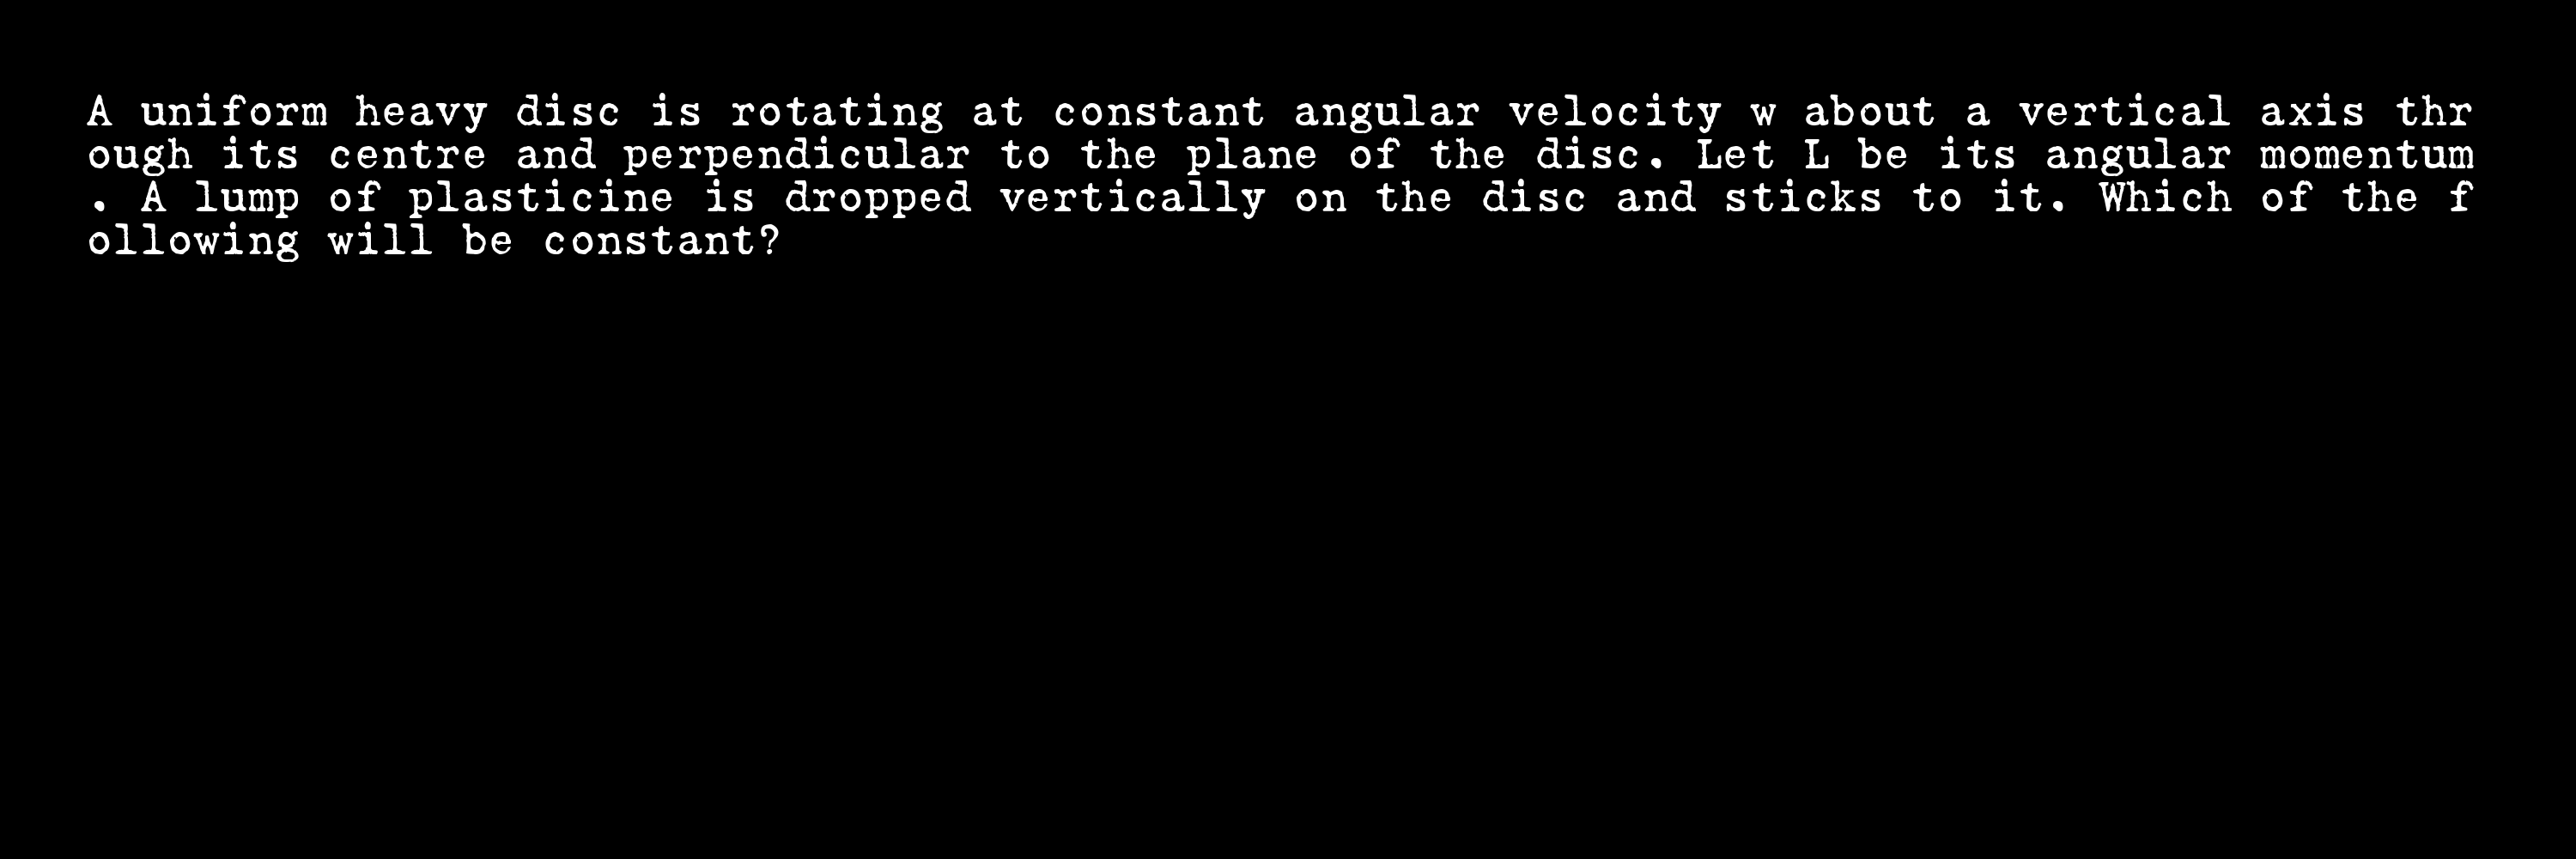 A uniform heavy disc is rotating at constant angular velocity w about a vertical axis thr
ough its centre and perpendicular to the plane of the disc. Let L be its angular momentum
. A lump of plasticine is dropped vertically on the disc and sticks to it. Which of the f
ollowing will be constant?